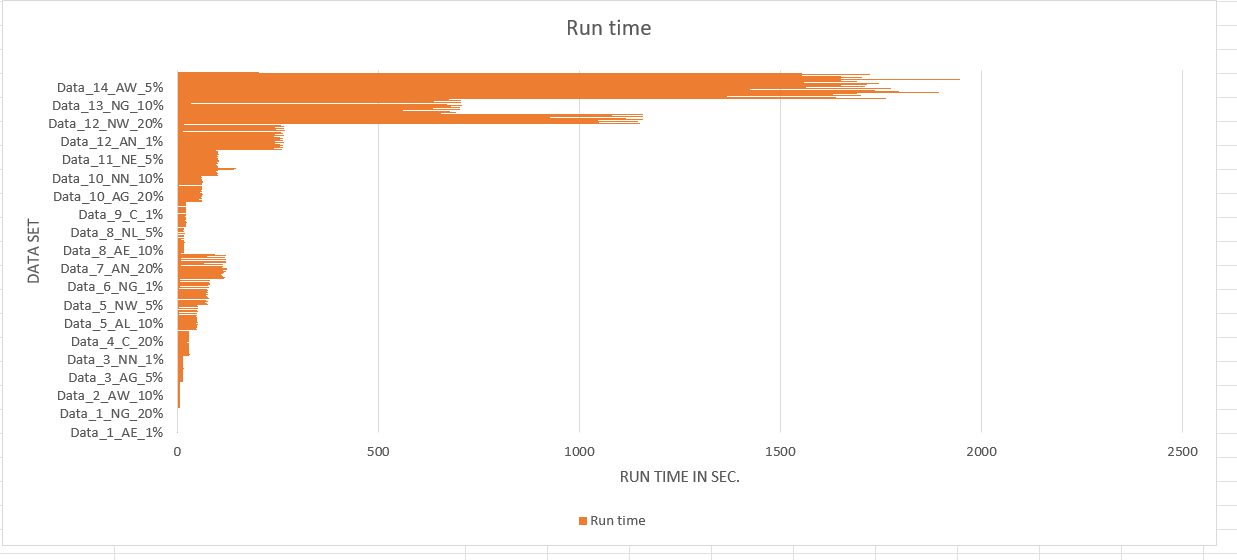 Run time
Data_14_AW_5%
Data_13_NG_10%
Data_12_NW_20%
Data_12_AN_1%
Data_11_NE_5%
Data_10_NN_10%
Data_10_AG_20%
Data_9_C_1%
Data_8_NL_5%
Data_8_AE_10%
Data_7_AN_20%
Data_6_NG_1%
Data_5_NW_5%
Data_5_AL_10%
Data_4_C_20%
Data_3_NN_1%
Data_3_AG_5%
Data_2_AW_10%
Data_1_NG_20%
Data_1_AE_1%
DATA SET
0 500 1000 1500 2000 2500
RUN TIME IN SEC.
Run time